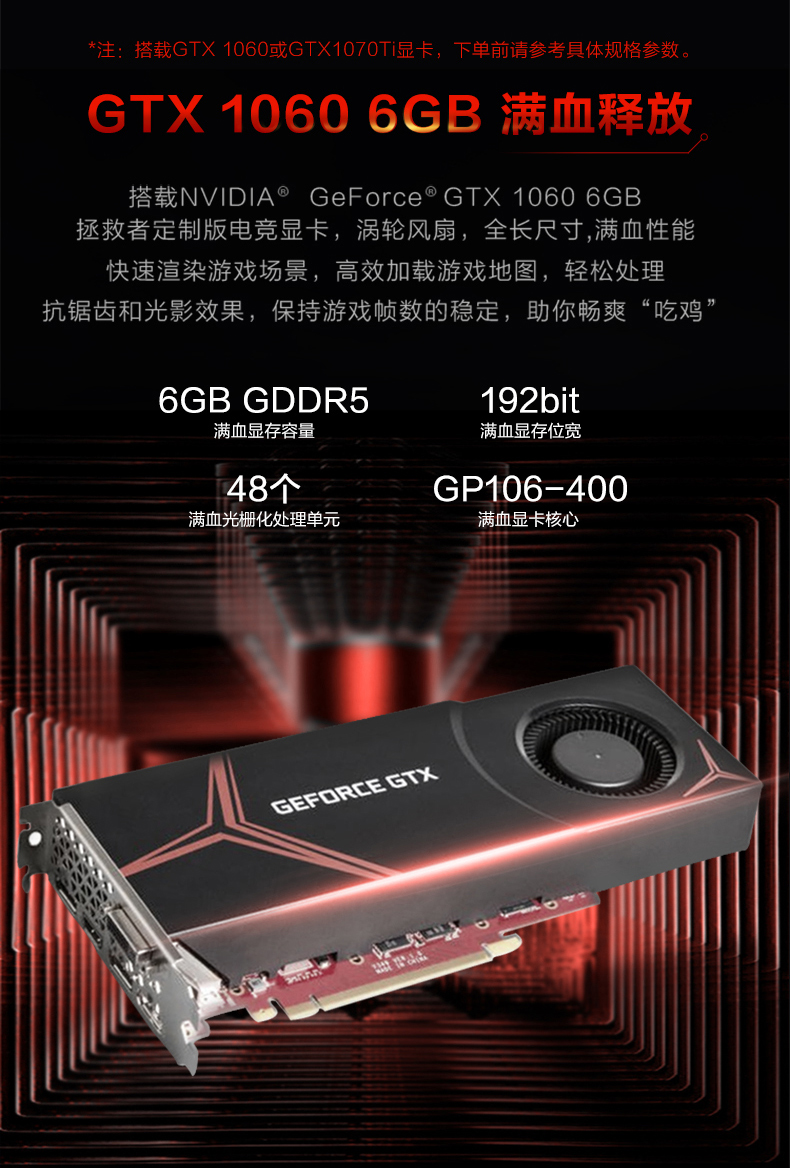 *注：搭载GTX 1060或GTX1070Ti显卡，下单前请参考具体规格参数。
GTX 1060 6GB 满血释放
搭载NVIDIA® GeForce® GTX 1060 6GB
拯救者定制版电竞显卡，涡轮风扇，全长尺寸,满血性能
快速渲染游戏场景，高效加载游戏地图，轻松处理
抗锯齿和光影效果，保持游戏帧数的稳定，助你畅爽“吃鸡”
6GB GDDR5
192bit
满血显存容量
满血显存位宽
48个
GP106-400
满血光栅化处理单元
满血显卡核心
GEFORCE GTX
MADE IN CHINA